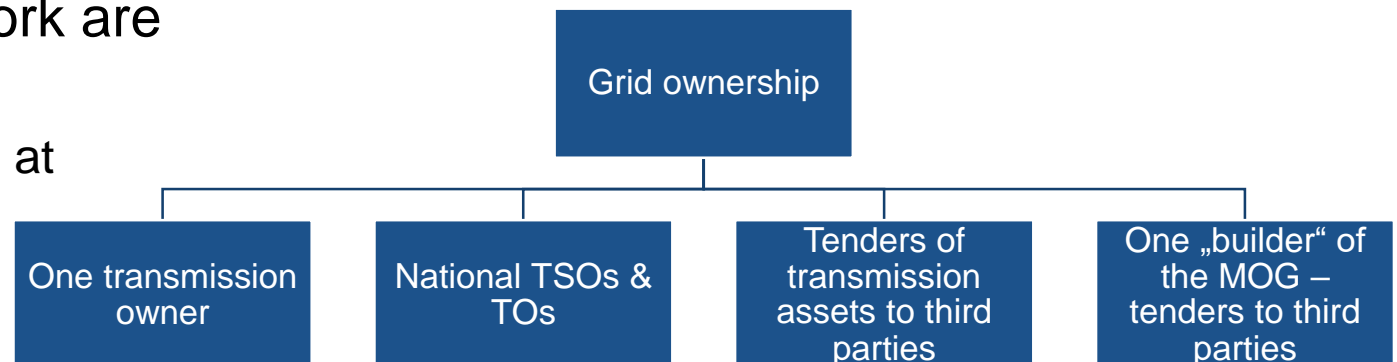 ork are
at
Grid ownership
One transmission
owner
National TSOs &
TOs
Tenders of
transmission
assets to third
parties
One „builder“ of
the MOG –
tenders to third
parties